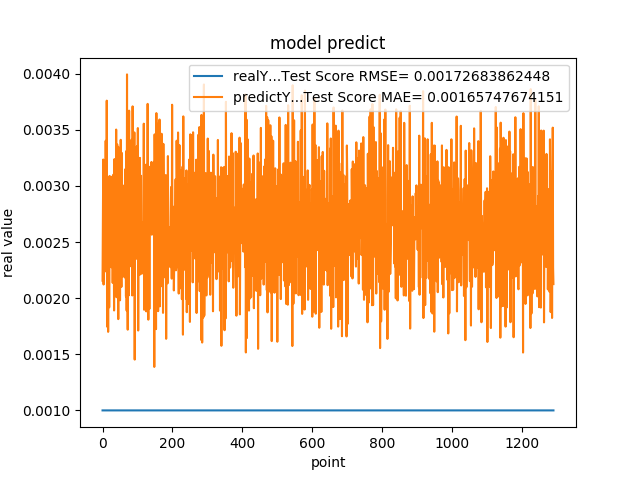 model predict
realY...Test Score RMSE= 0.00172683862448
predictY...Test Score MAE= 0.00165747674151
0.0040
0.0035
0.0030
0.0025
0.0020
0.0015
0.0010
real value
0 200 400 600 800 1000 1200
point